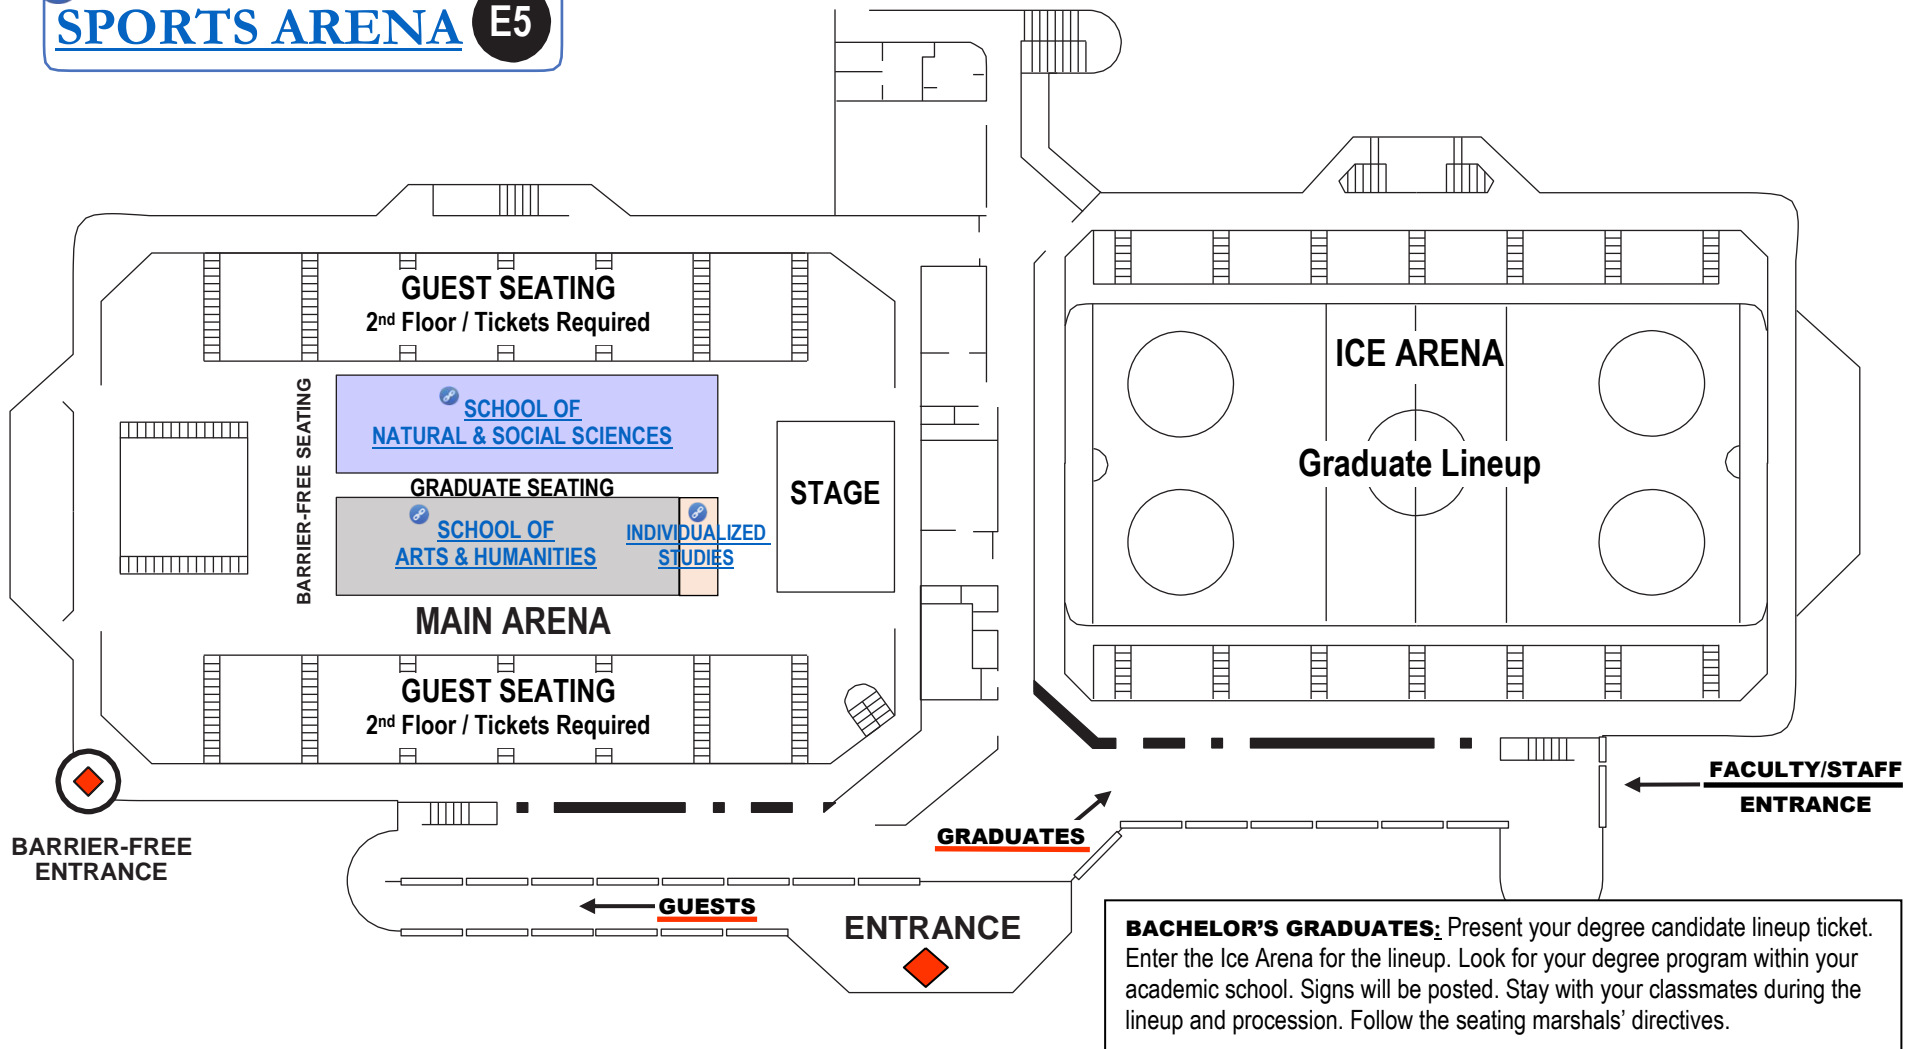 SPORTS ARENA E5
GUEST SEATING
2nd Floor / Tickets Required
BARRIER-FREE SEATING
SCHOOL OF
NATURAL & SOCIAL SCIENCES
GRADUATE SEATING
SCHOOL OF
ARTS & HUMANITIES
INDIVIDUALIZED
STUDIES
STAGE
MAIN ARENA
GUEST SEATING
2nd Floor / Tickets Required
ICE ARENA
Graduate Lineup
BARRIER-FREE
ENTRANCE
FACULTY/STAFF
ENTRANCE
GRADUATES
GUESTS
ENTRANCE
BACHELOR’S GRADUATES: Present your degree candidate lineup ticket.
Enter the Ice Arena for the lineup. Look for your degree program within your
academic school. Signs will be posted. Stay with your classmates during the
lineup and procession. Follow the seating marshals’ directives.